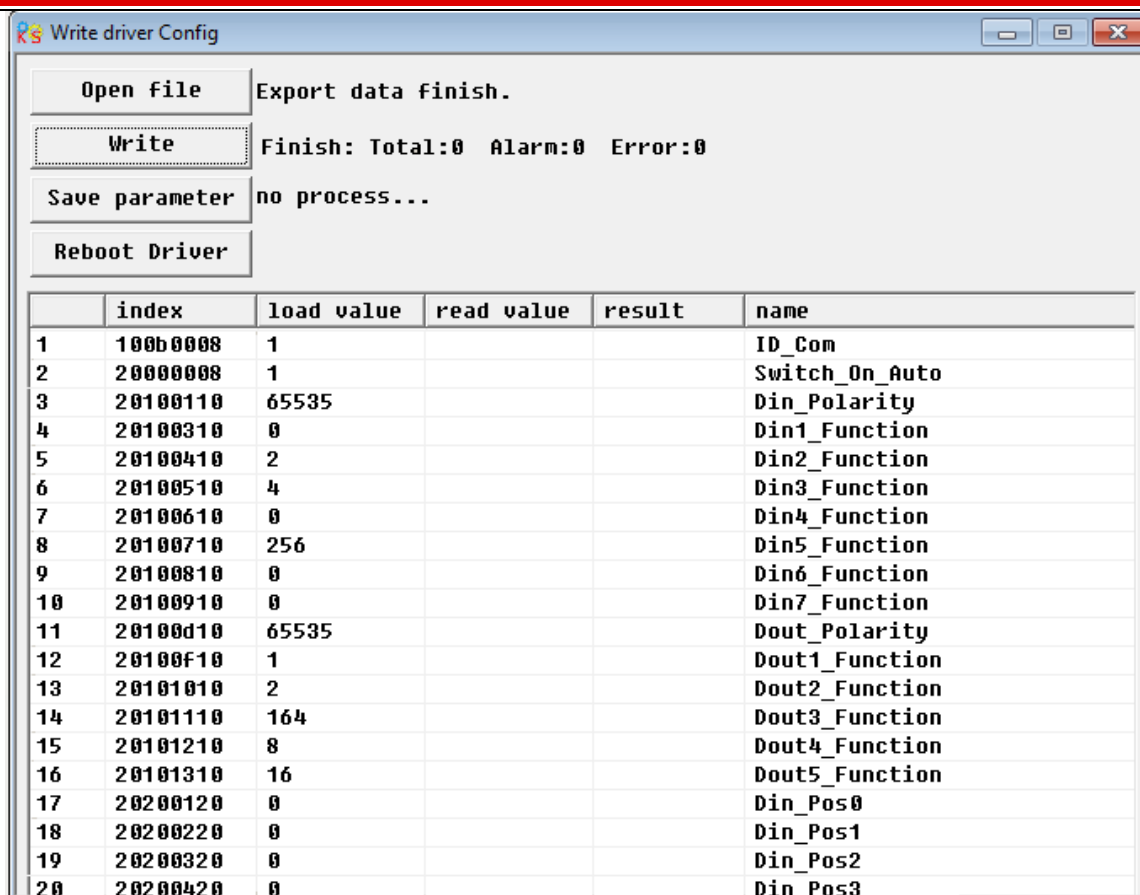 Write driver Config
Open file Export data finish.
Write Finish: Total:0 Alarm:0 Error:0
Save parameter no process...
Reboot Driver
index load value read value result name
1 100b0008 1 ID_Com
2 20000008 1 Switch_On_Auto
3 20100110 65535 Din_Polarity
4 20100310 0 Din1_Function
5 20100410 2 Din2_Function
6 20100510 4 Din3_Function
7 20100610 0 Din4_Function
8 20100710 256 Din5_Function
9 20100810 0 Din6_Function
10 20100910 0 Din7_Function
11 20100d10 65535 Dout_Polarity
12 20100f10 1 Dout1_Function
13 20101010 2 Dout2_Function
14 20101110 164 Dout3_Function
15 20101210 8 Dout4_Function
16 20101310 16 Dout5_Function
17 20200120 0 Din_Pos0
18 20200220 0 Din_Pos1
19 20200320 0 Din_Pos2
20 20200420 0 Din_Pos3